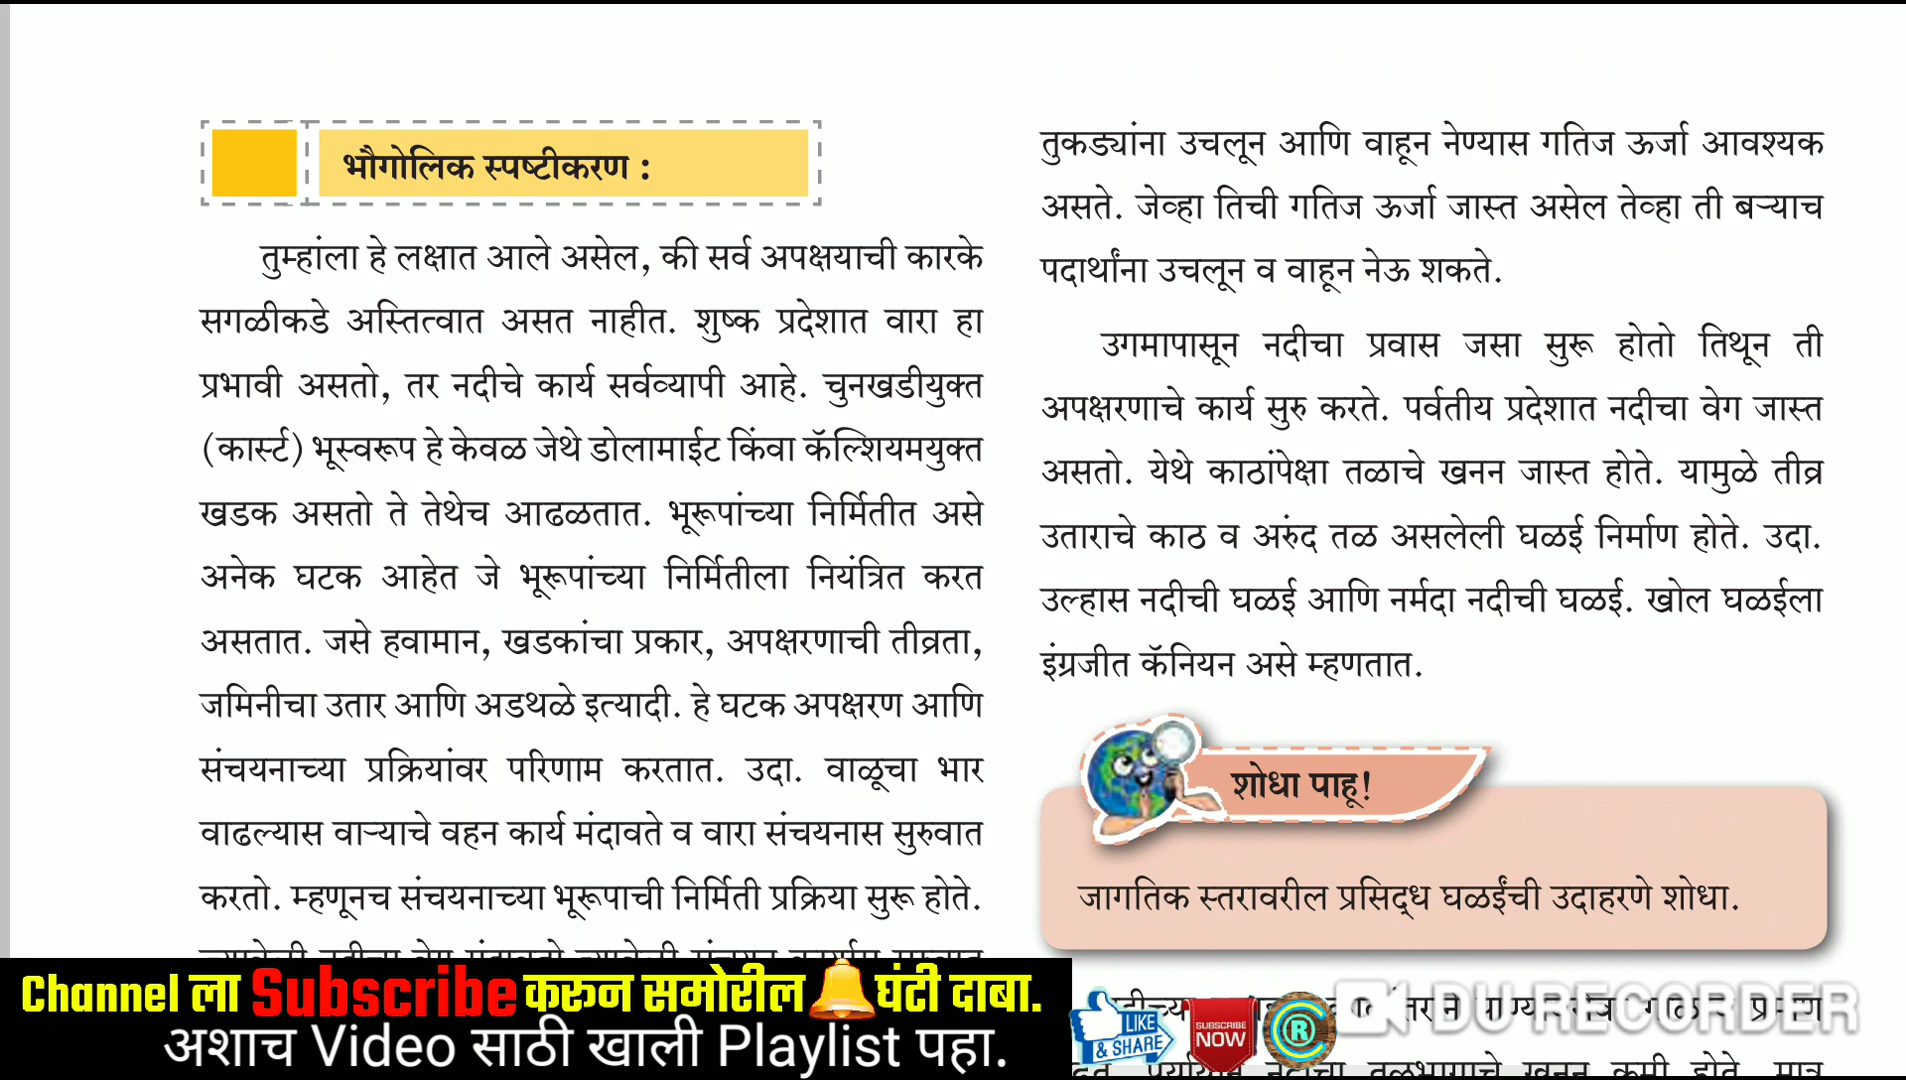 भौगोलिक स्पष्टीकरण :
तुम्हांला हे लक्षात आले असेल, की सर्व अपक्षयाची कारके
सगळीकडे अस्तित्वात असत नाहीत. शुष्क प्रदेशात वारा हा
प्रभावी असतो, तर नदीचे कार्य सर्वव्यापी आहे. चुनखडीयुक्त
(कार्स्ट) भूस्वरूप हे केवळ जेथे डोलामाईट किंवा कॅल्शियमयुक्त
खडक असतो ते तेथेच आढळतात. भूरूपांच्या निर्मितीत असे
अनेक घटक आहेत जे भूरूपांच्या निर्मितीला नियंत्रित करत
असतात. जसे हवामान, खडकांचा प्रकार, अपक्षरणाची तीव्रता,
जमिनीचा उतार आणि अडथळे इत्यादी. हे घटक अपक्षरण आणि
संचयनाच्या प्रक्रियांवर परिणाम करतात. उदा. वाळूचा भार
वाढल्यास वाऱ्याचे वहन कार्य मंदावते व वारा संचयनास सुरुवात
करतो. म्हणूनच संचयनाच्या भूरूपाची निर्मिती प्रक्रिया सुरू होते.
तुकड्यांना उचलून आणि वाहून नेण्यास गतिज ऊर्जा आवश्यक
असते. जेव्हा तिची गतिज ऊर्जा जास्त असेल तेव्हा ती बऱ्याच
पदार्थांना उचलून व वाहून नेऊ शकते.
उगमापासून नदीचा प्रवास जसा सुरू होतो तिथून ती
अपक्षरणाचे कार्य सुरु करते. पर्वतीय प्रदेशात नदीचा वेग जास्त
असतो. येथे काठांपेक्षा तळाचे खनन जास्त होते. यामुळे तीव्र
उताराचे काठ व अरुंद तळ असलेली घळई निर्माण होते. उदा.
उल्हास नदीची घळई आणि नर्मदा नदीची घळई. खोल घळईला
इंग्रजीत कॅनियन असे म्हणतात.
शोधा पाहू!
जागतिक स्तरावरील प्रसिद्ध घळईंची उदाहरणे शोधा.
नदीचा तळभागाचे खनन कमी होते. मात्र
Channel ला Subscribe करून समोरील घंटी दाबा.
अशाच Video साठी खाली Playlist पहा.
LIKE
& SHARE
SUBSCRIBE
NOW
R
DU RECORDER